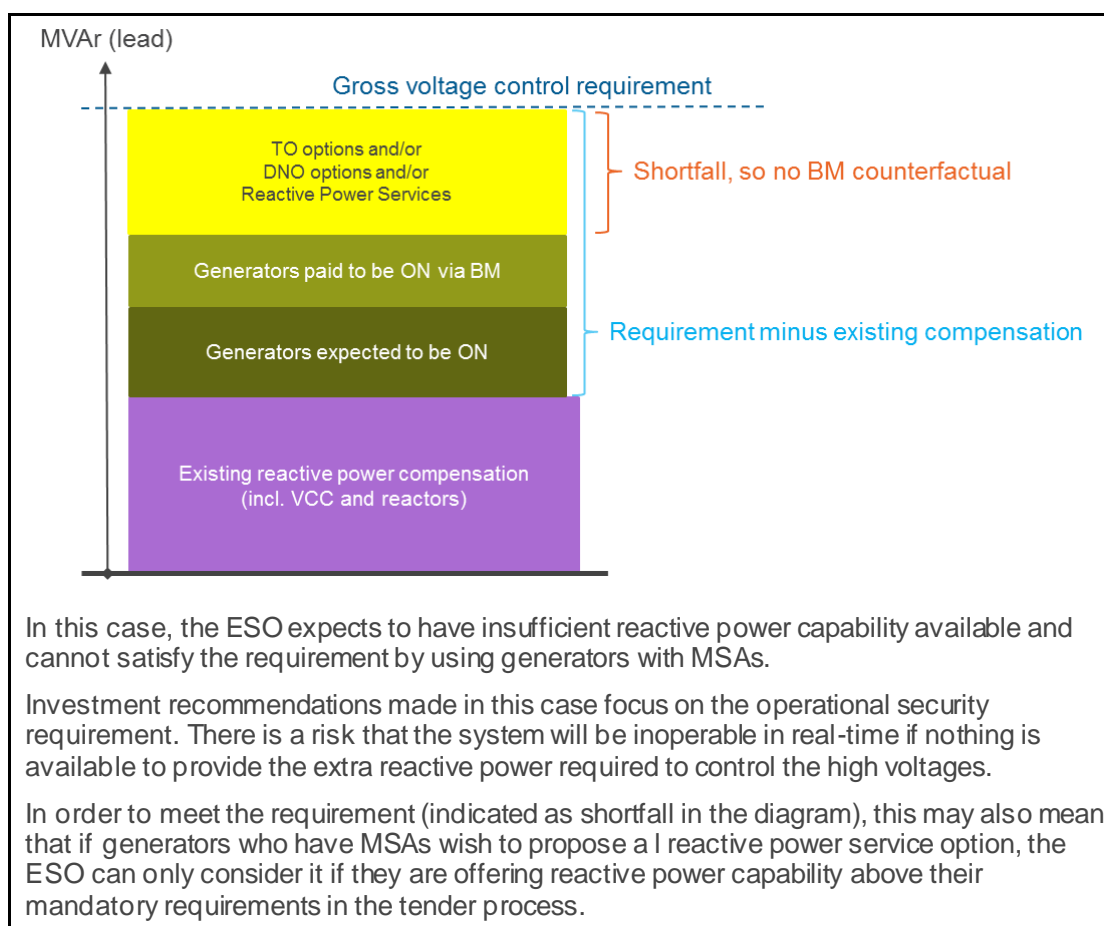 MVAr (lead)
Gross voltage control requirement
TO options and/or
DNO options and/or
Reactive Power Services
Shortfall, so no BM counterfactual
Generators paid to be ON via BM
Requirement minus existing compensation
Generators expected to be ON
Existing reactive power compensation
(incl. VCC and reactors)
In this case, the ESO expects to have insufficient reactive power capability available and
cannot satisfy the requirement by using generators with MSAs.
Investment recommendations made in this case focus on the operational security
requirement. There is a risk that the system will be inoperable in real-time if nothing is
available to provide the extra reactive power required to control the high voltages.
In order to meet the requirement (indicated as shortfall in the diagram), this may also mean
that if generators who have MSAs wish to propose a l reactive power service option, the
ESO can only consider it if they are offering reactive power capability above their
mandatory requirements in the tender process.